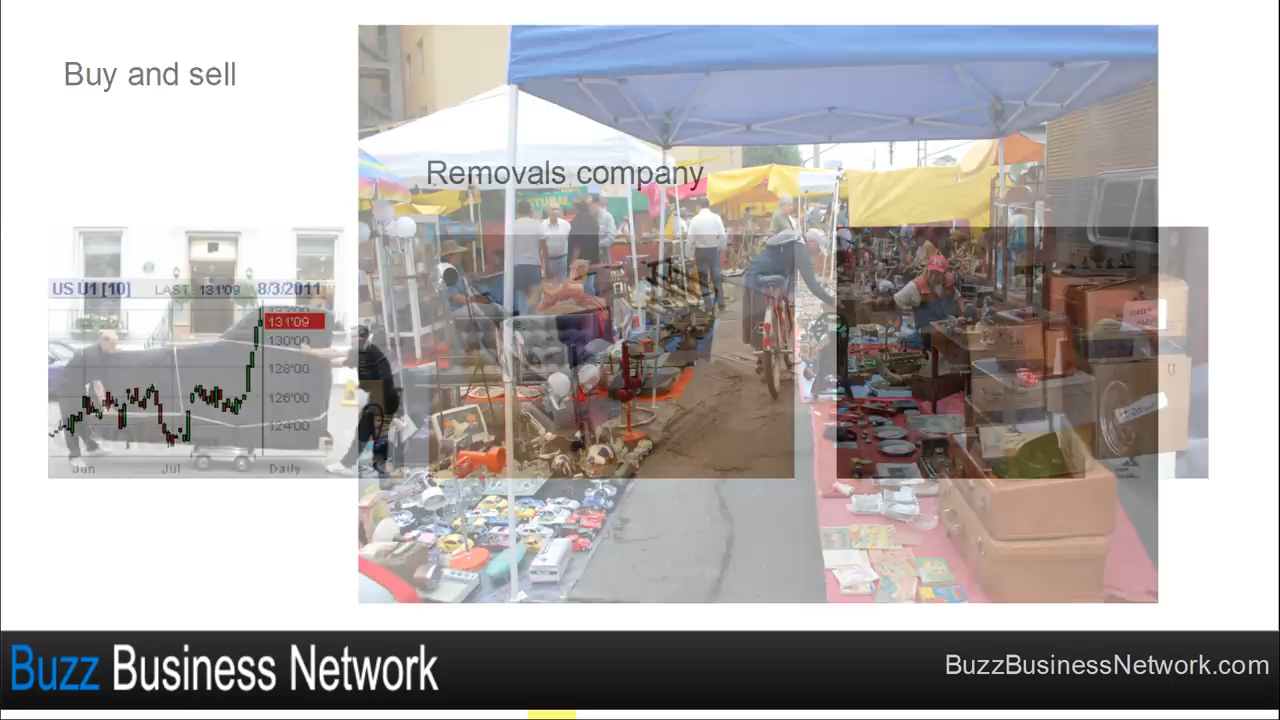 Buy and sell
Removals company
US U1 [10] LAST 131'09 8/3/2011
131'09
130'00
128'00
126'00
124'00
Jun Jul Daily
Buzz Business Network
BuzzBusinessNetwork.com